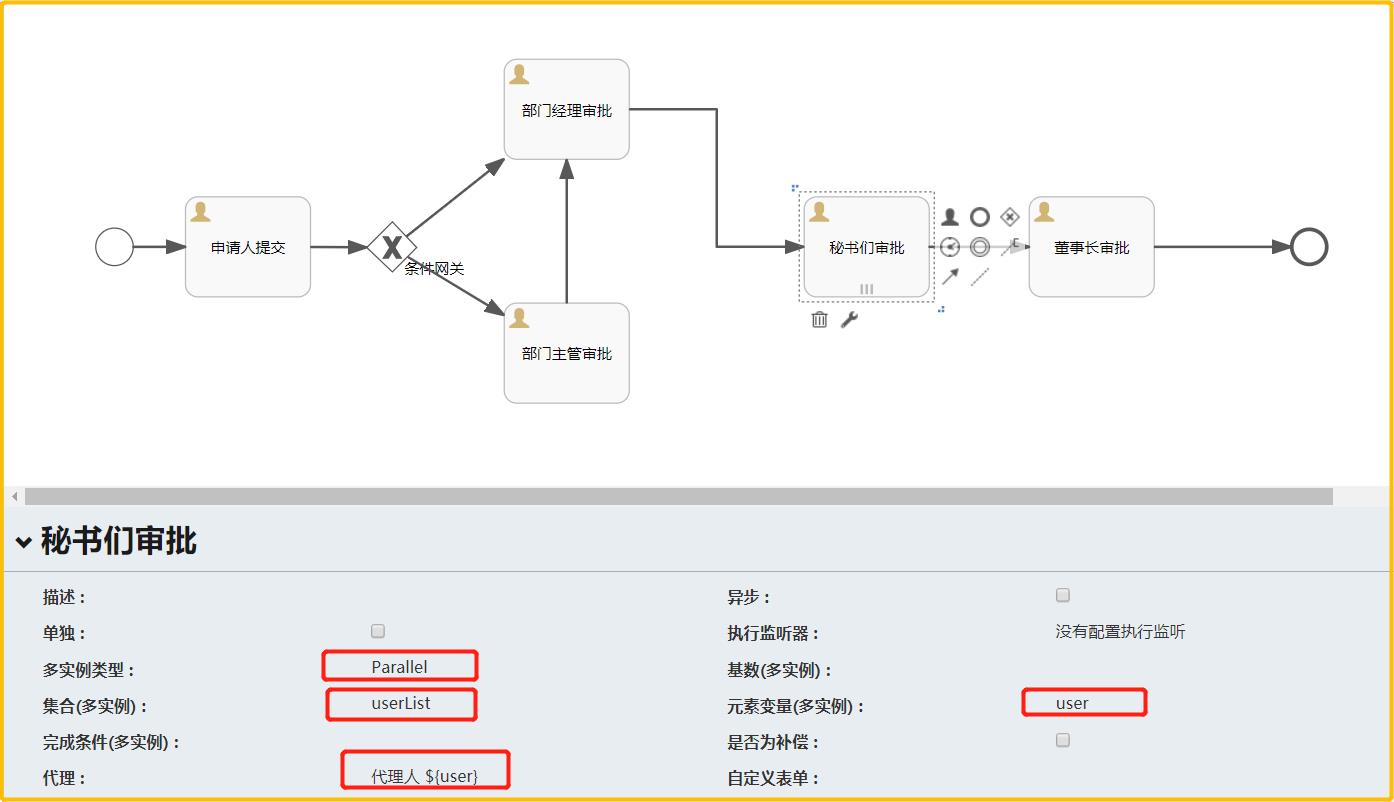 部门经理审批
申请人提交
条件网关
秘书们审批
董事长审批
部门主管审批
秘书们审批
描述：
异步：
单独：
执行监听器：
没有配置执行监听
多实例类型：
Parallel
基数(多实例)：
集合(多实例)：
userList
元素变量(多实例)：
user
完成条件(多实例)：
是否为补偿：
代理：
代理人 ${user}
自定义表单：